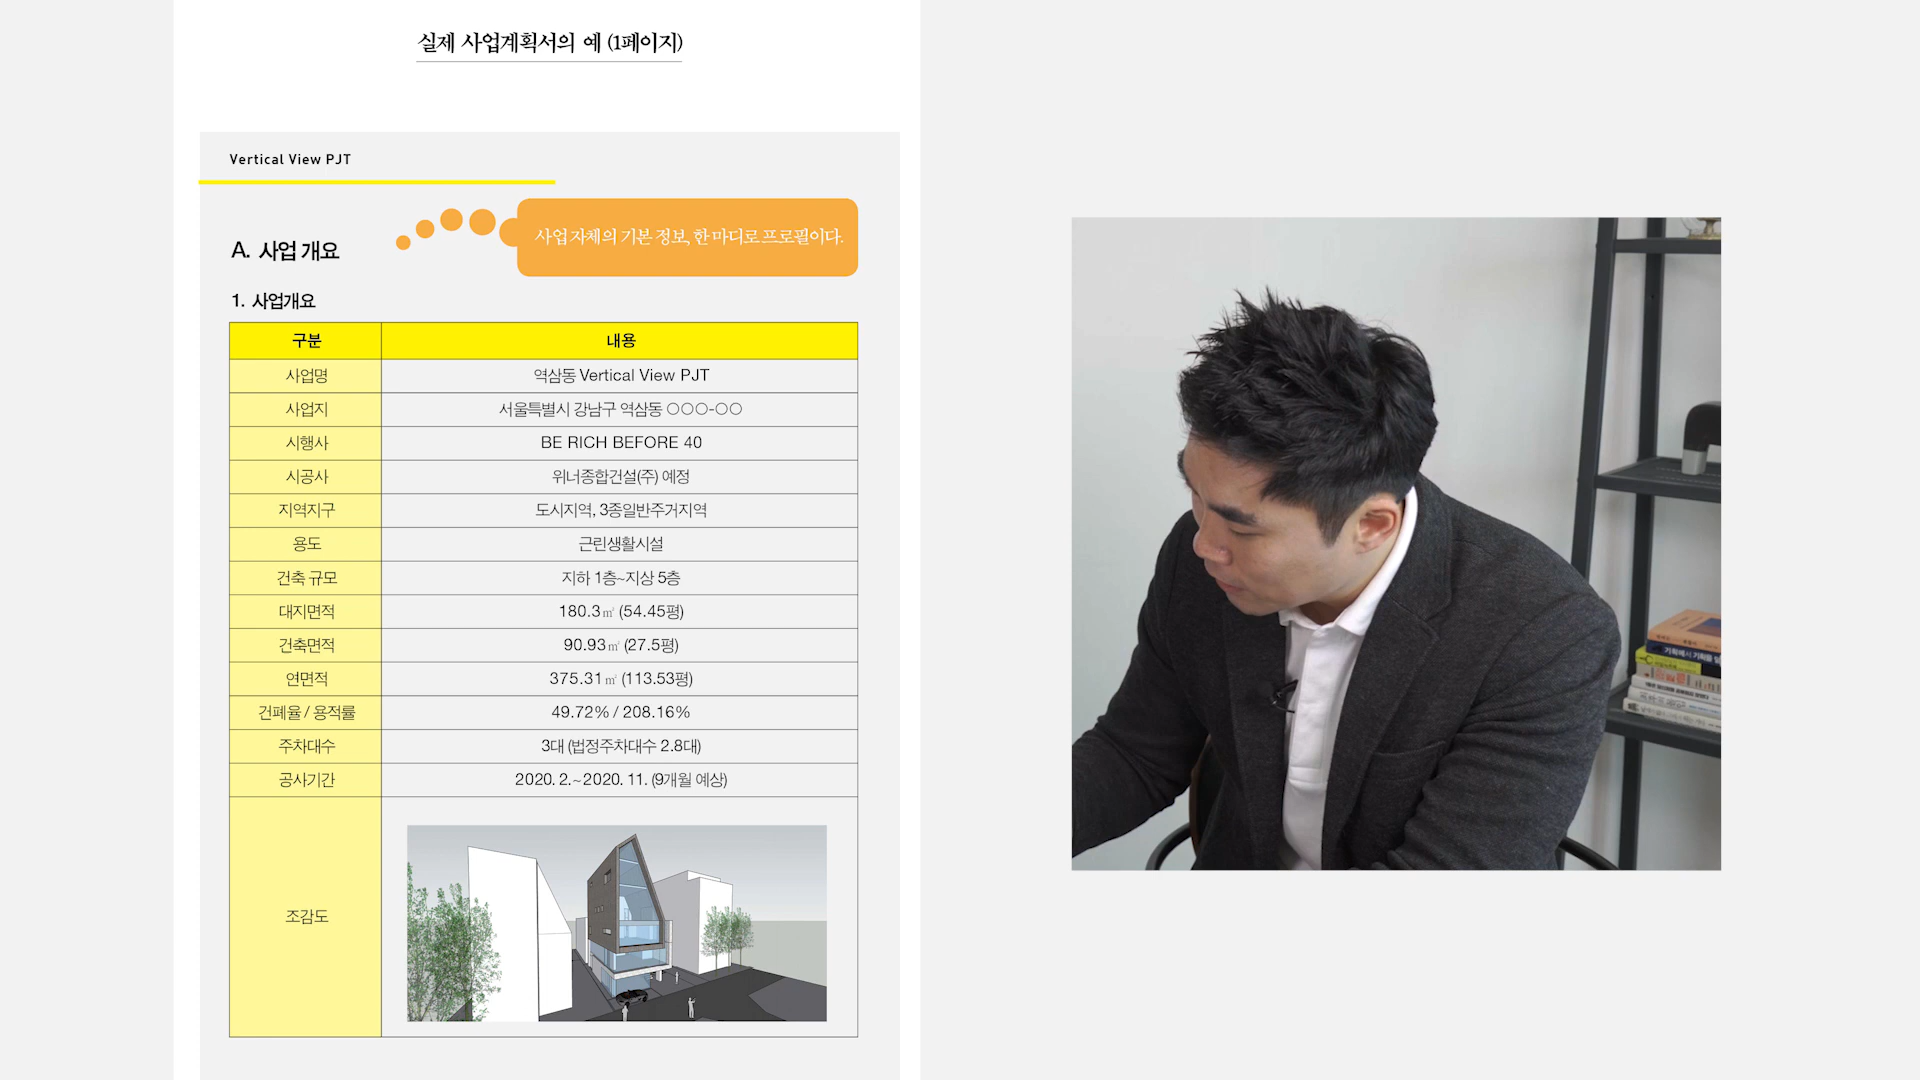 실제 사업계획서의 예 (1페이지)
Vertical View PJT
사업 자체의 기본 정보, 한 마디로 프로필이다.
A. 사업 개요
1. 사업개요
구분 내용
사업명 역삼동 Vertical View PJT
사업지 서울특별시 강남구 역삼동 ○○○-○○
시행사 BE RICH BEFORE 40
시공사 위너종합건설(주) 예정
지역지구 도시지역, 3종일반주거지역
용도 근린생활시설
건축 규모 지하 1층~지상 5층
대지면적 180.3㎡ (54.45평)
건축면적 90.93㎡ (27.5평)
연면적 375.31㎡ (113.53평)
건폐율 / 용적률 49.72% / 208.16%
주차대수 3대 (법정주차대수 2.8대)
공사기간 2020. 2.~2020. 11. (9개월 예상)
조감도